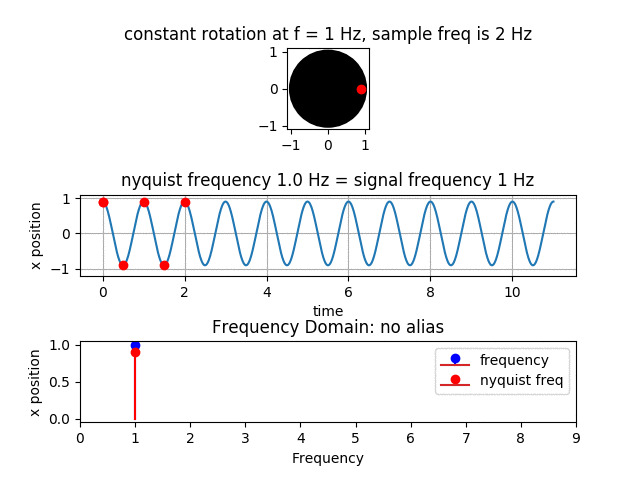 constant rotation at f = 1 Hz, sample freq is 2 Hz
1
0
−1
−1 0 1
nyquist frequency 1.0 Hz = signal frequency 1 Hz
x position
1
0
−1
0 2 4 6 8 10
time
Frequency Domain: no alias
x position
1.0
0.5
0.0
frequency
nyquist freq
0 1 2 3 4 5 6 7 8 9
Frequency